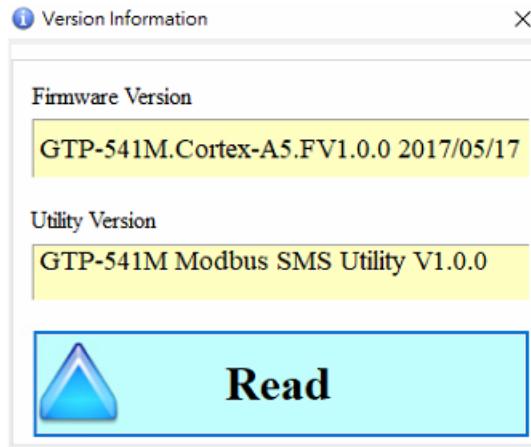 Version Information
Firmware Version
GTP-541M.Cortex-A5.FV1.0.0 2017/05/17
Utility Version
GTP-541M Modbus SMS Utility V1.0.0
Read